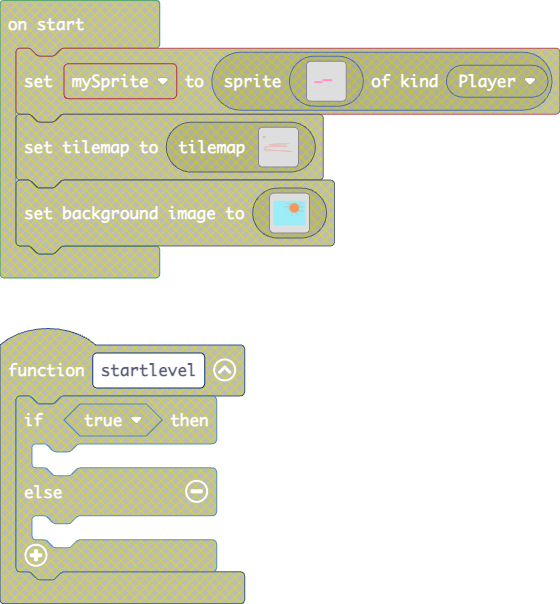 on start
set mySprite to sprite of kind Player
set tilemap to tilemap
set background image to
function startlevel
if true then
else